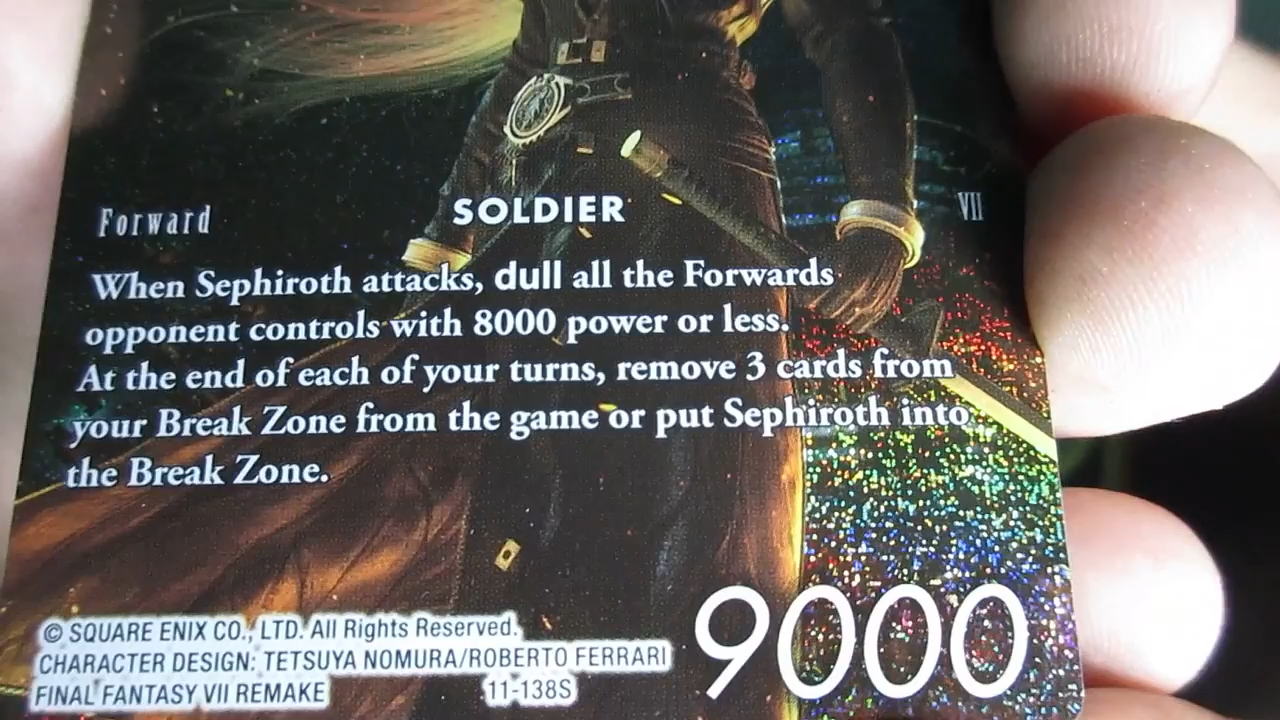 Forward SOLDIER VII
When Sephiroth attacks, dull all the Forwards
opponent controls with 8000 power or less.
At the end of each of your turns, remove 3 cards from
your Break Zone from the game or put Sephiroth into
the Break Zone.
9000
© SQUARE ENIX CO., LTD. All Rights Reserved.
CHARACTER DESIGN: TETSUYA NOMURA/ROBERTO FERRARI
FINAL FANTASY VII REMAKE 11-138S